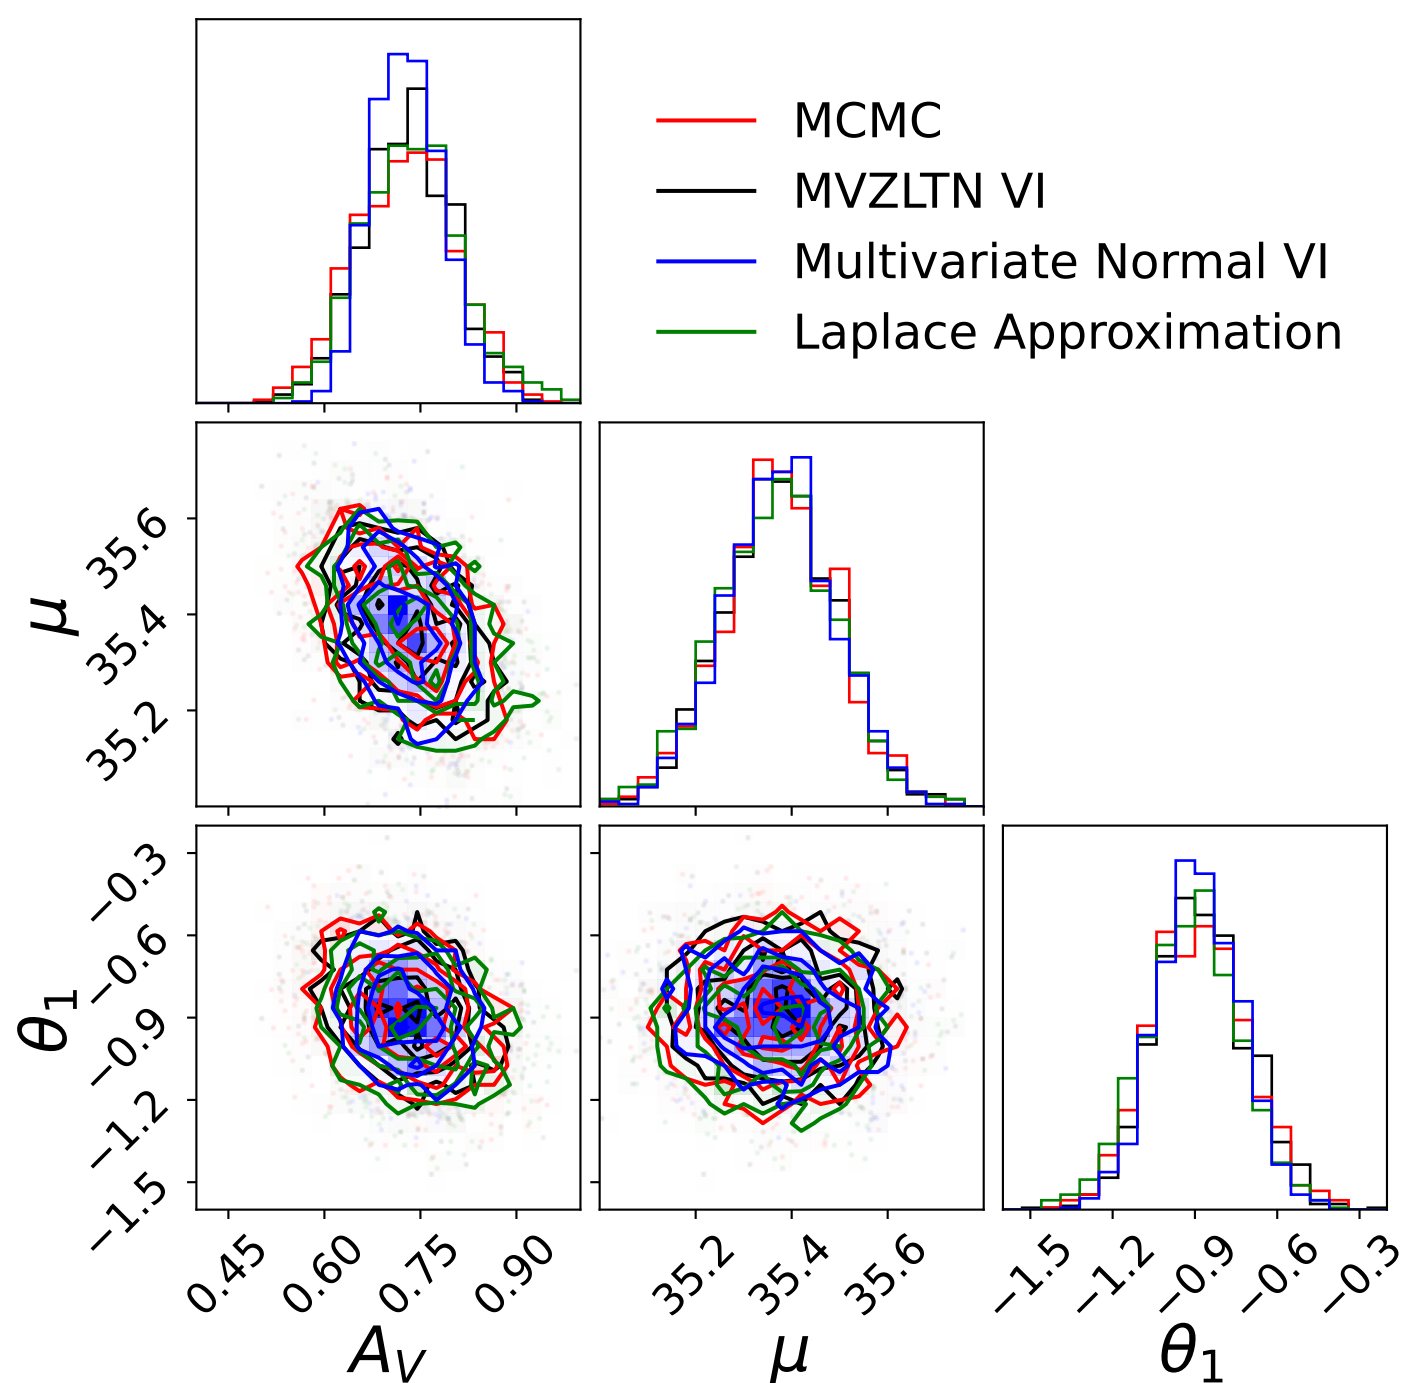 MCMC
MVZLTN VI
Multivariate Normal VI
Laplace Approximation
μ
35.6
35.4
35.2
θ₁
−0.3
−0.6
−0.9
−1.2
−1.5
0.45 0.60 0.75 0.90
35.2 35.4 35.6
−1.5 −1.2 −0.9 −0.6 −0.3
A_V
μ
θ₁